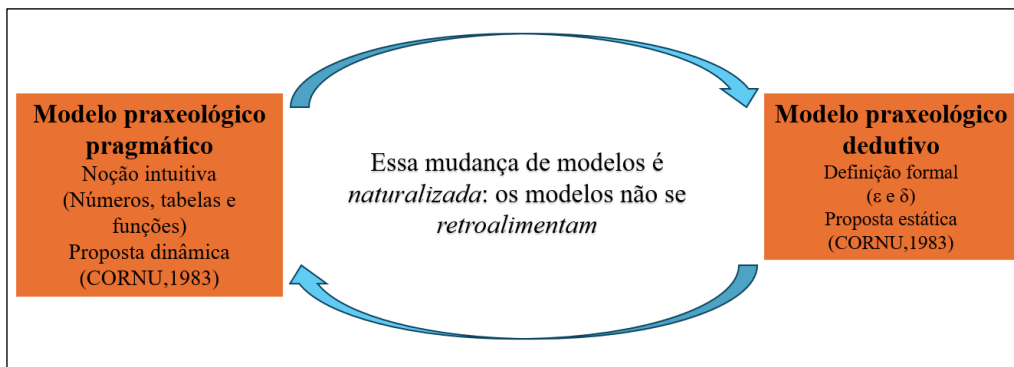 Modelo praxeológico
pragmático
Noção intuitiva
(Números, tabelas e
funções)
Proposta dinâmica
(CORNU,1983)
Essa mudança de modelos é
naturalizada: os modelos não se
retroalimentam
Modelo praxeológico
dedutivo
Definição formal
(ε e δ)
Proposta estática
(CORNU,1983)